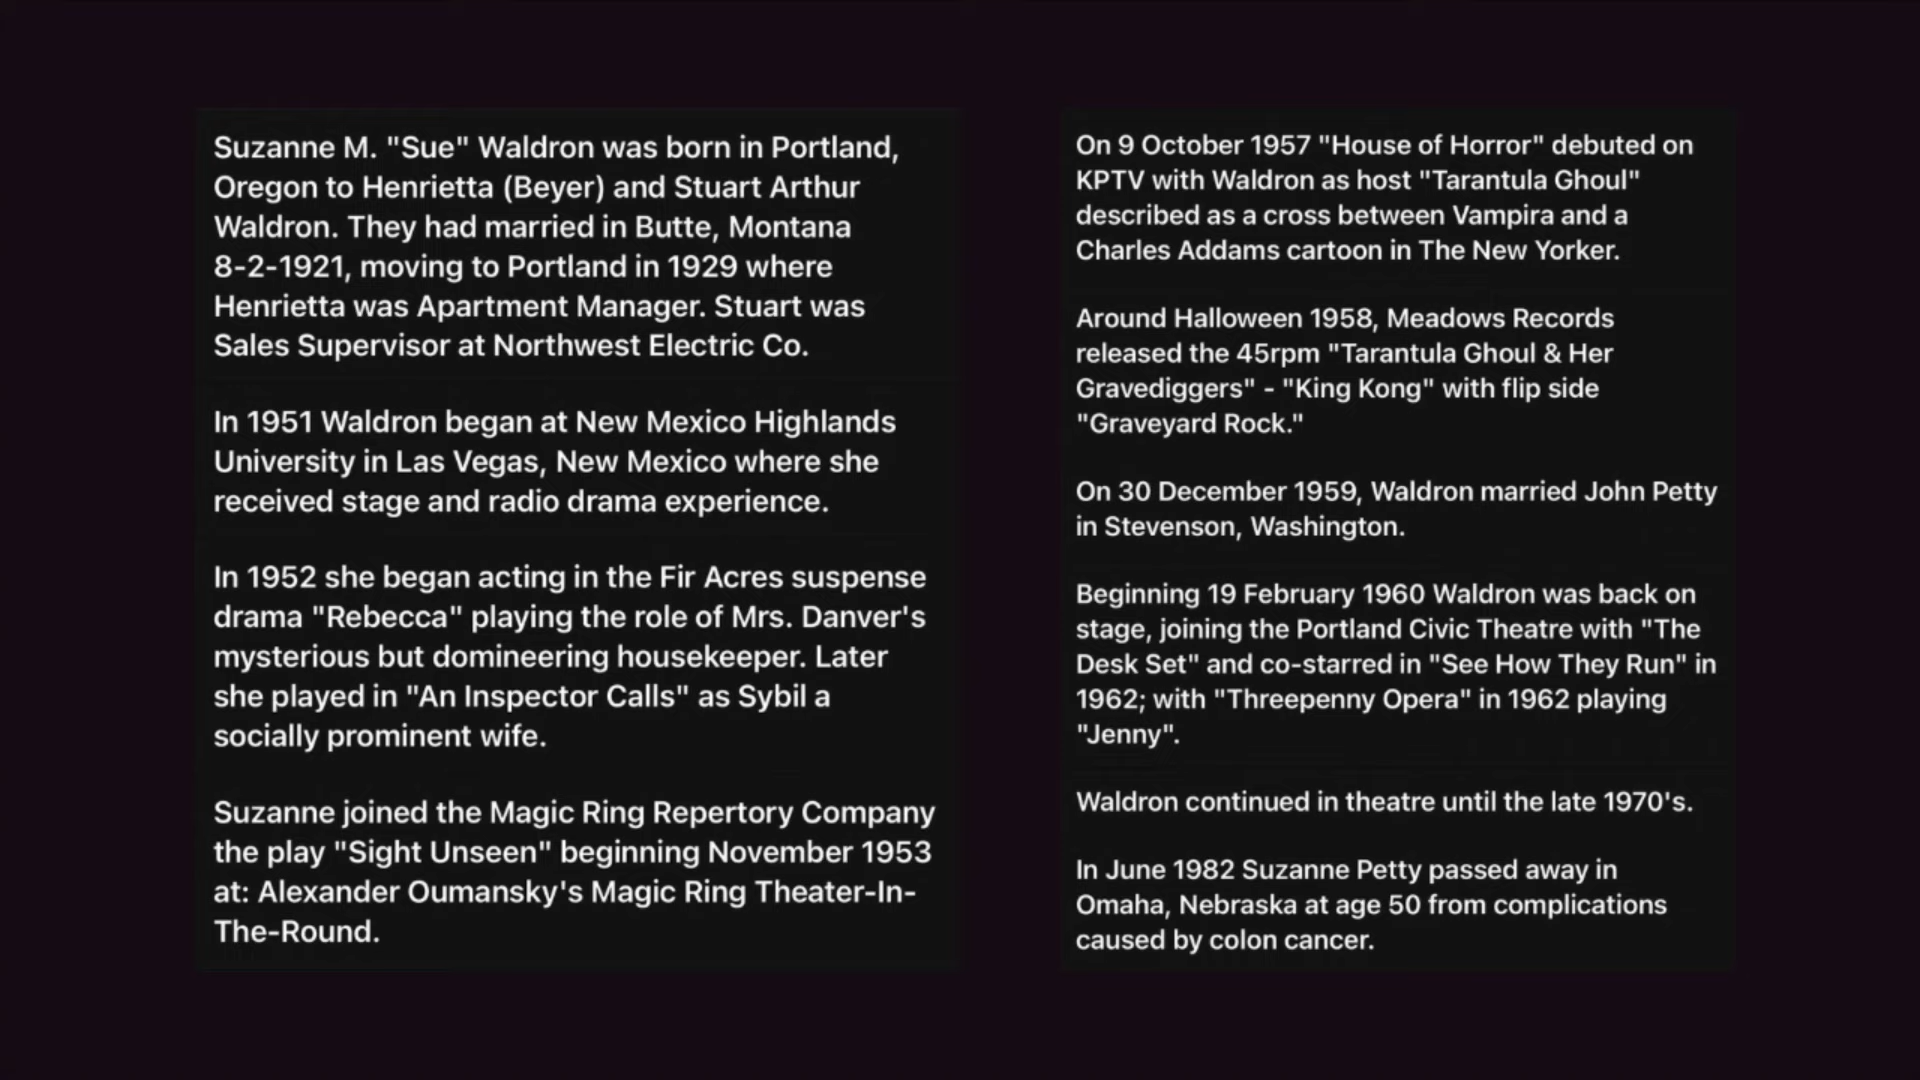 Suzanne M. "Sue" Waldron was born in Portland,
Oregon to Henrietta (Beyer) and Stuart Arthur
Waldron. They had married in Butte, Montana
8-2-1921, moving to Portland in 1929 where
Henrietta was Apartment Manager. Stuart was
Sales Supervisor at Northwest Electric Co.
In 1951 Waldron began at New Mexico Highlands
University in Las Vegas, New Mexico where she
received stage and radio drama experience.
In 1952 she began acting in the Fir Acres suspense
drama "Rebecca" playing the role of Mrs. Danver's
mysterious but domineering housekeeper. Later
she played in "An Inspector Calls" as Sybil a
socially prominent wife.
Suzanne joined the Magic Ring Repertory Company
the play "Sight Unseen" beginning November 1953
at: Alexander Oumansky's Magic Ring Theater-In-
The-Round.
On 9 October 1957 "House of Horror" debuted on
KPTV with Waldron as host "Tarantula Ghoul"
described as a cross between Vampira and a
Charles Addams cartoon in The New Yorker.
Around Halloween 1958, Meadows Records
released the 45rpm "Tarantula Ghoul & Her
Gravediggers" - "King Kong" with flip side
"Graveyard Rock."
On 30 December 1959, Waldron married John Petty
in Stevenson, Washington.
Beginning 19 February 1960 Waldron was back on
stage, joining the Portland Civic Theatre with "The
Desk Set" and co-starred in "See How They Run" in
1962; with "Threepenny Opera" in 1962 playing
"Jenny".
Waldron continued in theatre until the late 1970's.
In June 1982 Suzanne Petty passed away in
Omaha, Nebraska at age 50 from complications
caused by colon cancer.